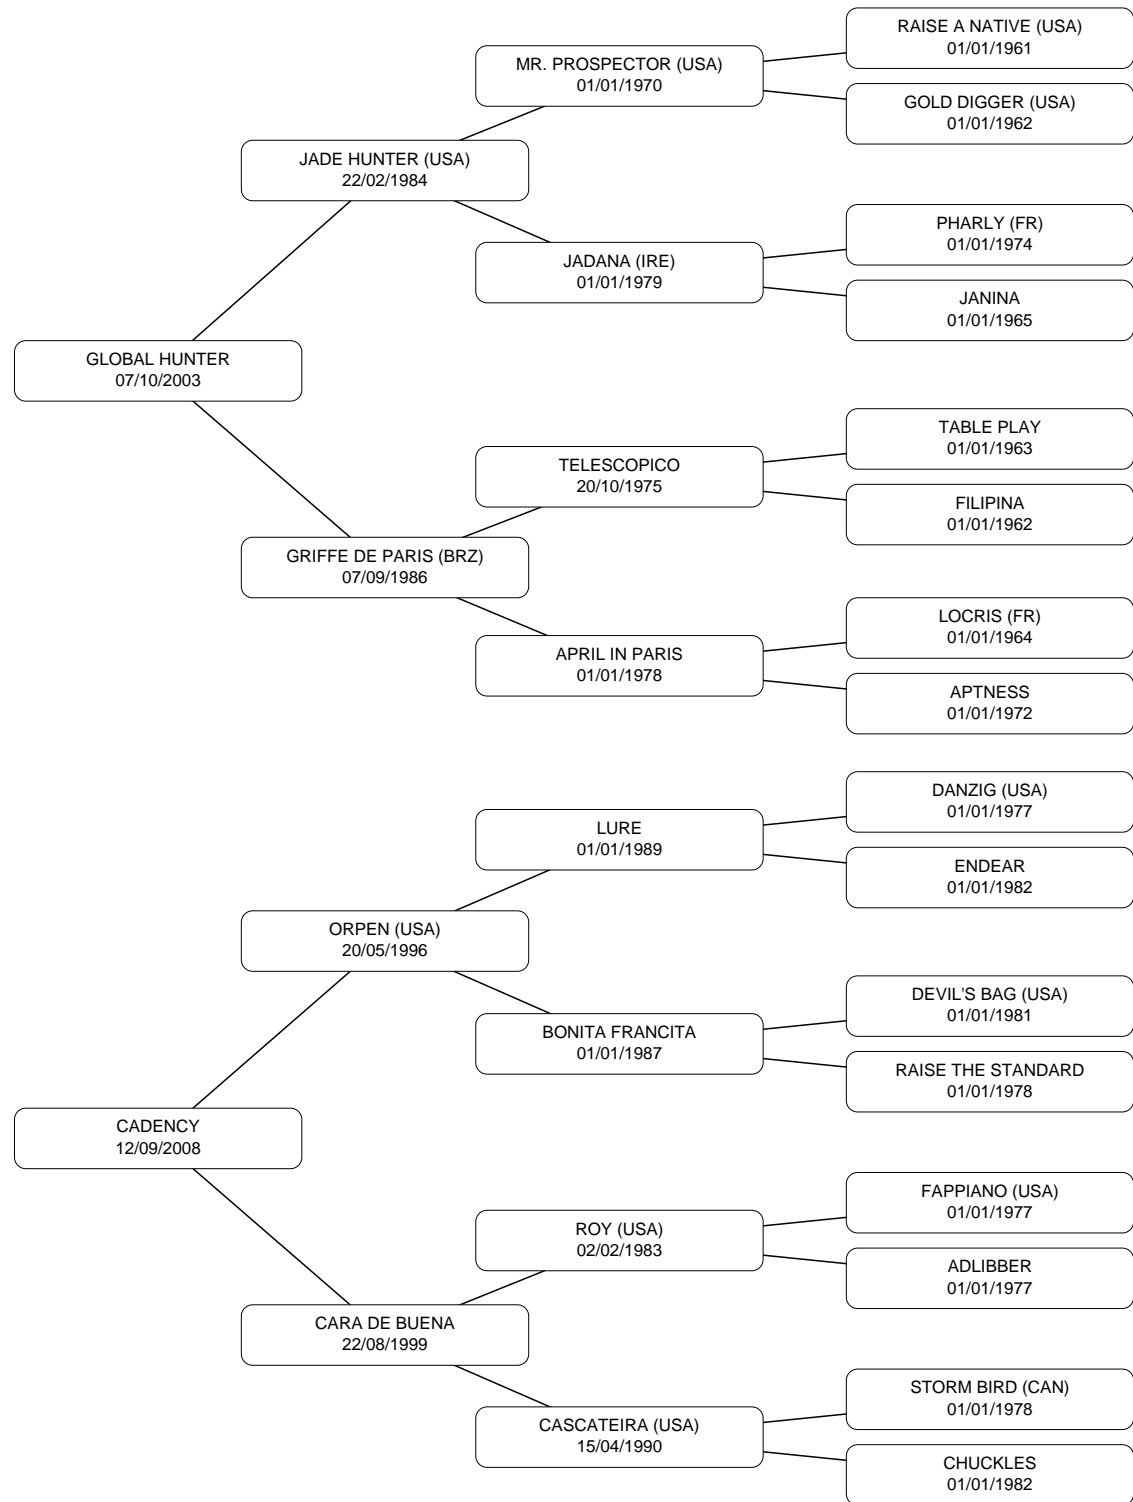 RAISE A NATIVE (USA)
01/01/1961
MR. PROSPECTOR (USA)
01/01/1970
GOLD DIGGER (USA)
01/01/1962
JADE HUNTER (USA)
22/02/1984
PHARLY (FR)
01/01/1974
JADANA (IRE)
01/01/1979
JANINA
01/01/1965
GLOBAL HUNTER
07/10/2003
TABLE PLAY
01/01/1963
TELESCOPICO
20/10/1975
FILIPINA
01/01/1962
GRIFFE DE PARIS (BRZ)
07/09/1986
LOCRIS (FR)
01/01/1964
APRIL IN PARIS
01/01/1978
APTNESS
01/01/1972
DANZIG (USA)
01/01/1977
LURE
01/01/1989
ENDEAR
01/01/1982
ORPEN (USA)
20/05/1996
DEVIL'S BAG (USA)
01/01/1981
BONITA FRANCITA
01/01/1987
RAISE THE STANDARD
01/01/1978
CADENCY
12/09/2008
FAPPIANO (USA)
01/01/1977
ROY (USA)
02/02/1983
ADLIBBER
01/01/1977
CARA DE BUENA
22/08/1999
STORM BIRD (CAN)
01/01/1978
CASCATEIRA (USA)
15/04/1990
CHUCKLES
01/01/1982